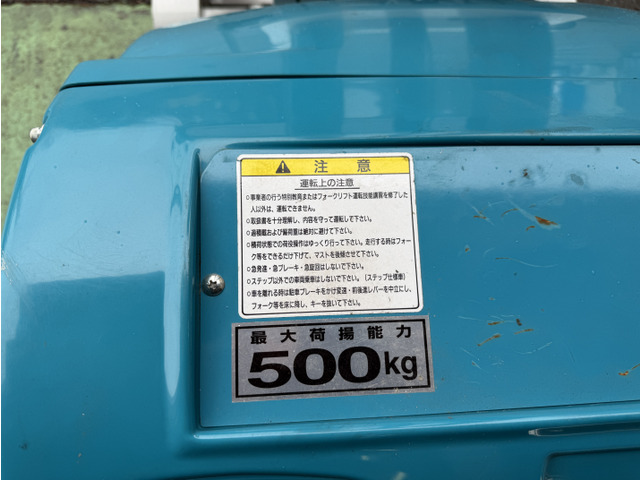 注意
運転上の注意
○事業者の行う特別教育またはフォークリフト運転技能講習を修了した
人以外は、運転できません。
○取扱書を十分理解し、内容を守って運転して下さい。
○過積載および偏荷重は絶対に避けて下さい。
○積荷状態での荷役操作はゆっくり行って下さい。走行する時はフォー
ク等をできるだけ下げて、マストを後傾させて下さい。
○急発進・急ブレーキ・急旋回はしないで下さい。
○ステップ以外での車両乗車はしないで下さい。（ステップ仕様車）
○車を離れる時は駐車ブレーキをかけ変速・前後進レバーを中立にし、
フォーク等を床に降し、キーを抜いて下さい。
最大荷揚能力
500kg